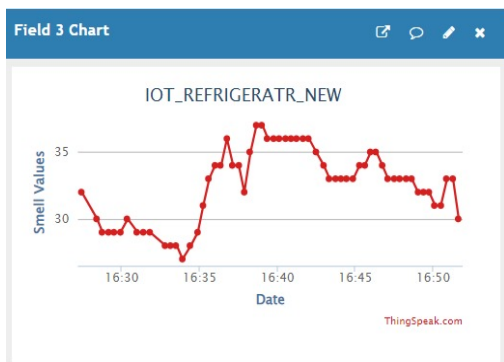 Field 3 Chart
IOT_REFRIGERATR_NEW
Smell Values
35
30
16:30 16:35 16:40 16:45 16:50
Date
ThingSpeak.com